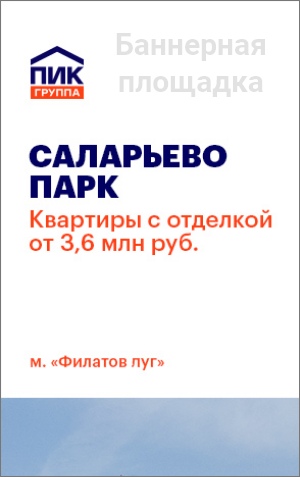 ПИК
ГРУППА
Баннерная
площадка
САЛАРЬЕВО
ПАРК
Квартиры с отделкой
от 3,6 млн руб.
м. «Филатов луг»